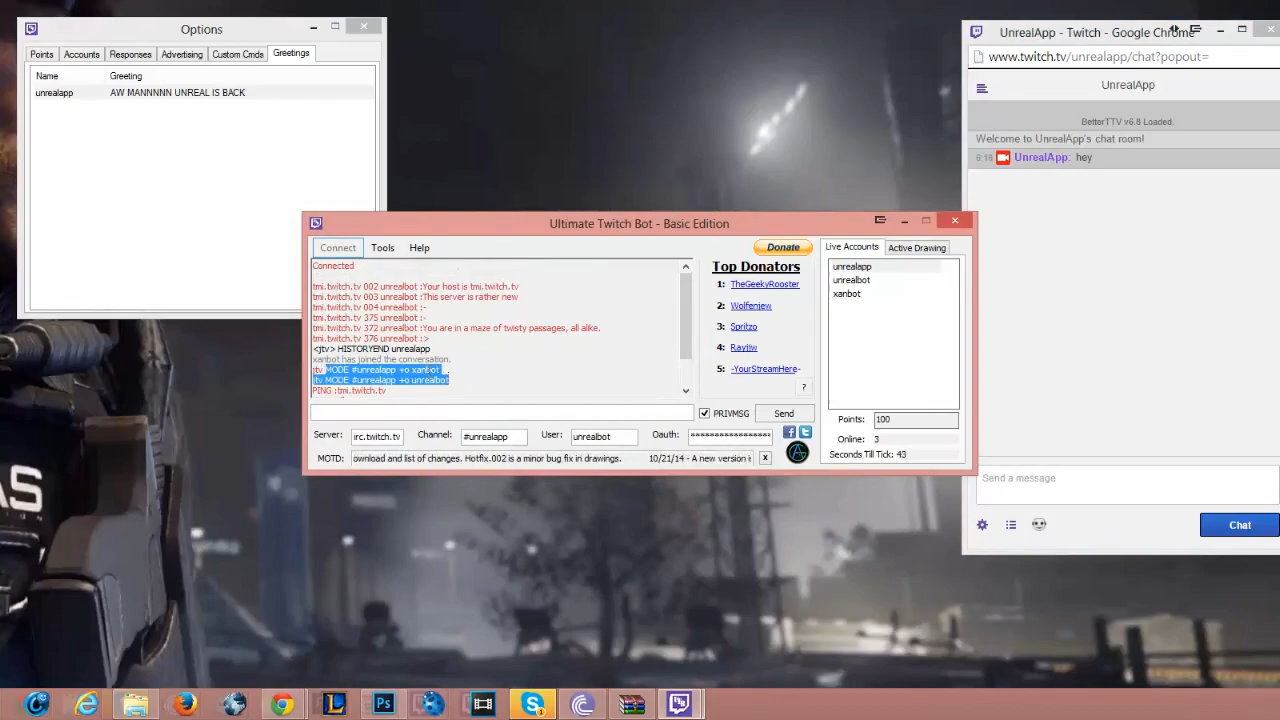 Options
Points Accounts Responses Advertising Custom Cmds Greetings
Name Greeting
unrealapp AW MANNNNN UNREAL IS BACK
UnrealApp - Twitch - Google Chrome
www.twitch.tv/unrealapp/chat?popout=
UnrealApp
BetterTTV v6.8 Loaded.
Welcome to UnrealApp's chat room!
UnrealApp: hey
Send a message
Chat
Ultimate Twitch Bot - Basic Edition
Connect Tools Help
Donate
Live Accounts Active Drawing
Connected
tmi.twitch.tv 002 unrealbot :Your host is tmi.twitch.tv
tmi.twitch.tv 003 unrealbot :This server is rather new
tmi.twitch.tv 004 unrealbot :-
tmi.twitch.tv 375 unrealbot :-
tmi.twitch.tv 372 unrealbot :You are in a maze of twisty passages, all alike.
tmi.twitch.tv 376 unrealbot :>
<jtv> HISTORYEND unrealapp
xanbot has joined the conversation.
jtv MODE #unrealapp +o xanbot
jtv MODE #unrealapp +o unrealbot
PING :tmi.twitch.tv
Top Donators
1: TheGeekyRooster
2: Wolfenjew
3: Spritzo
4:
5: -YourStreamHere-
?
unrealapp
unrealbot
xanbot
PRIVMSG Send
Points: 100
Online: 3
Seconds Till Tick: 43
Server: irc.twitch.tv Channel: #unrealapp User: unrealbot Oauth: ******************
MOTD: ownload and list of changes. Hotfix.002 is a minor bug fix in drawings. 10/21/14 - A new version i x
AS
Ps